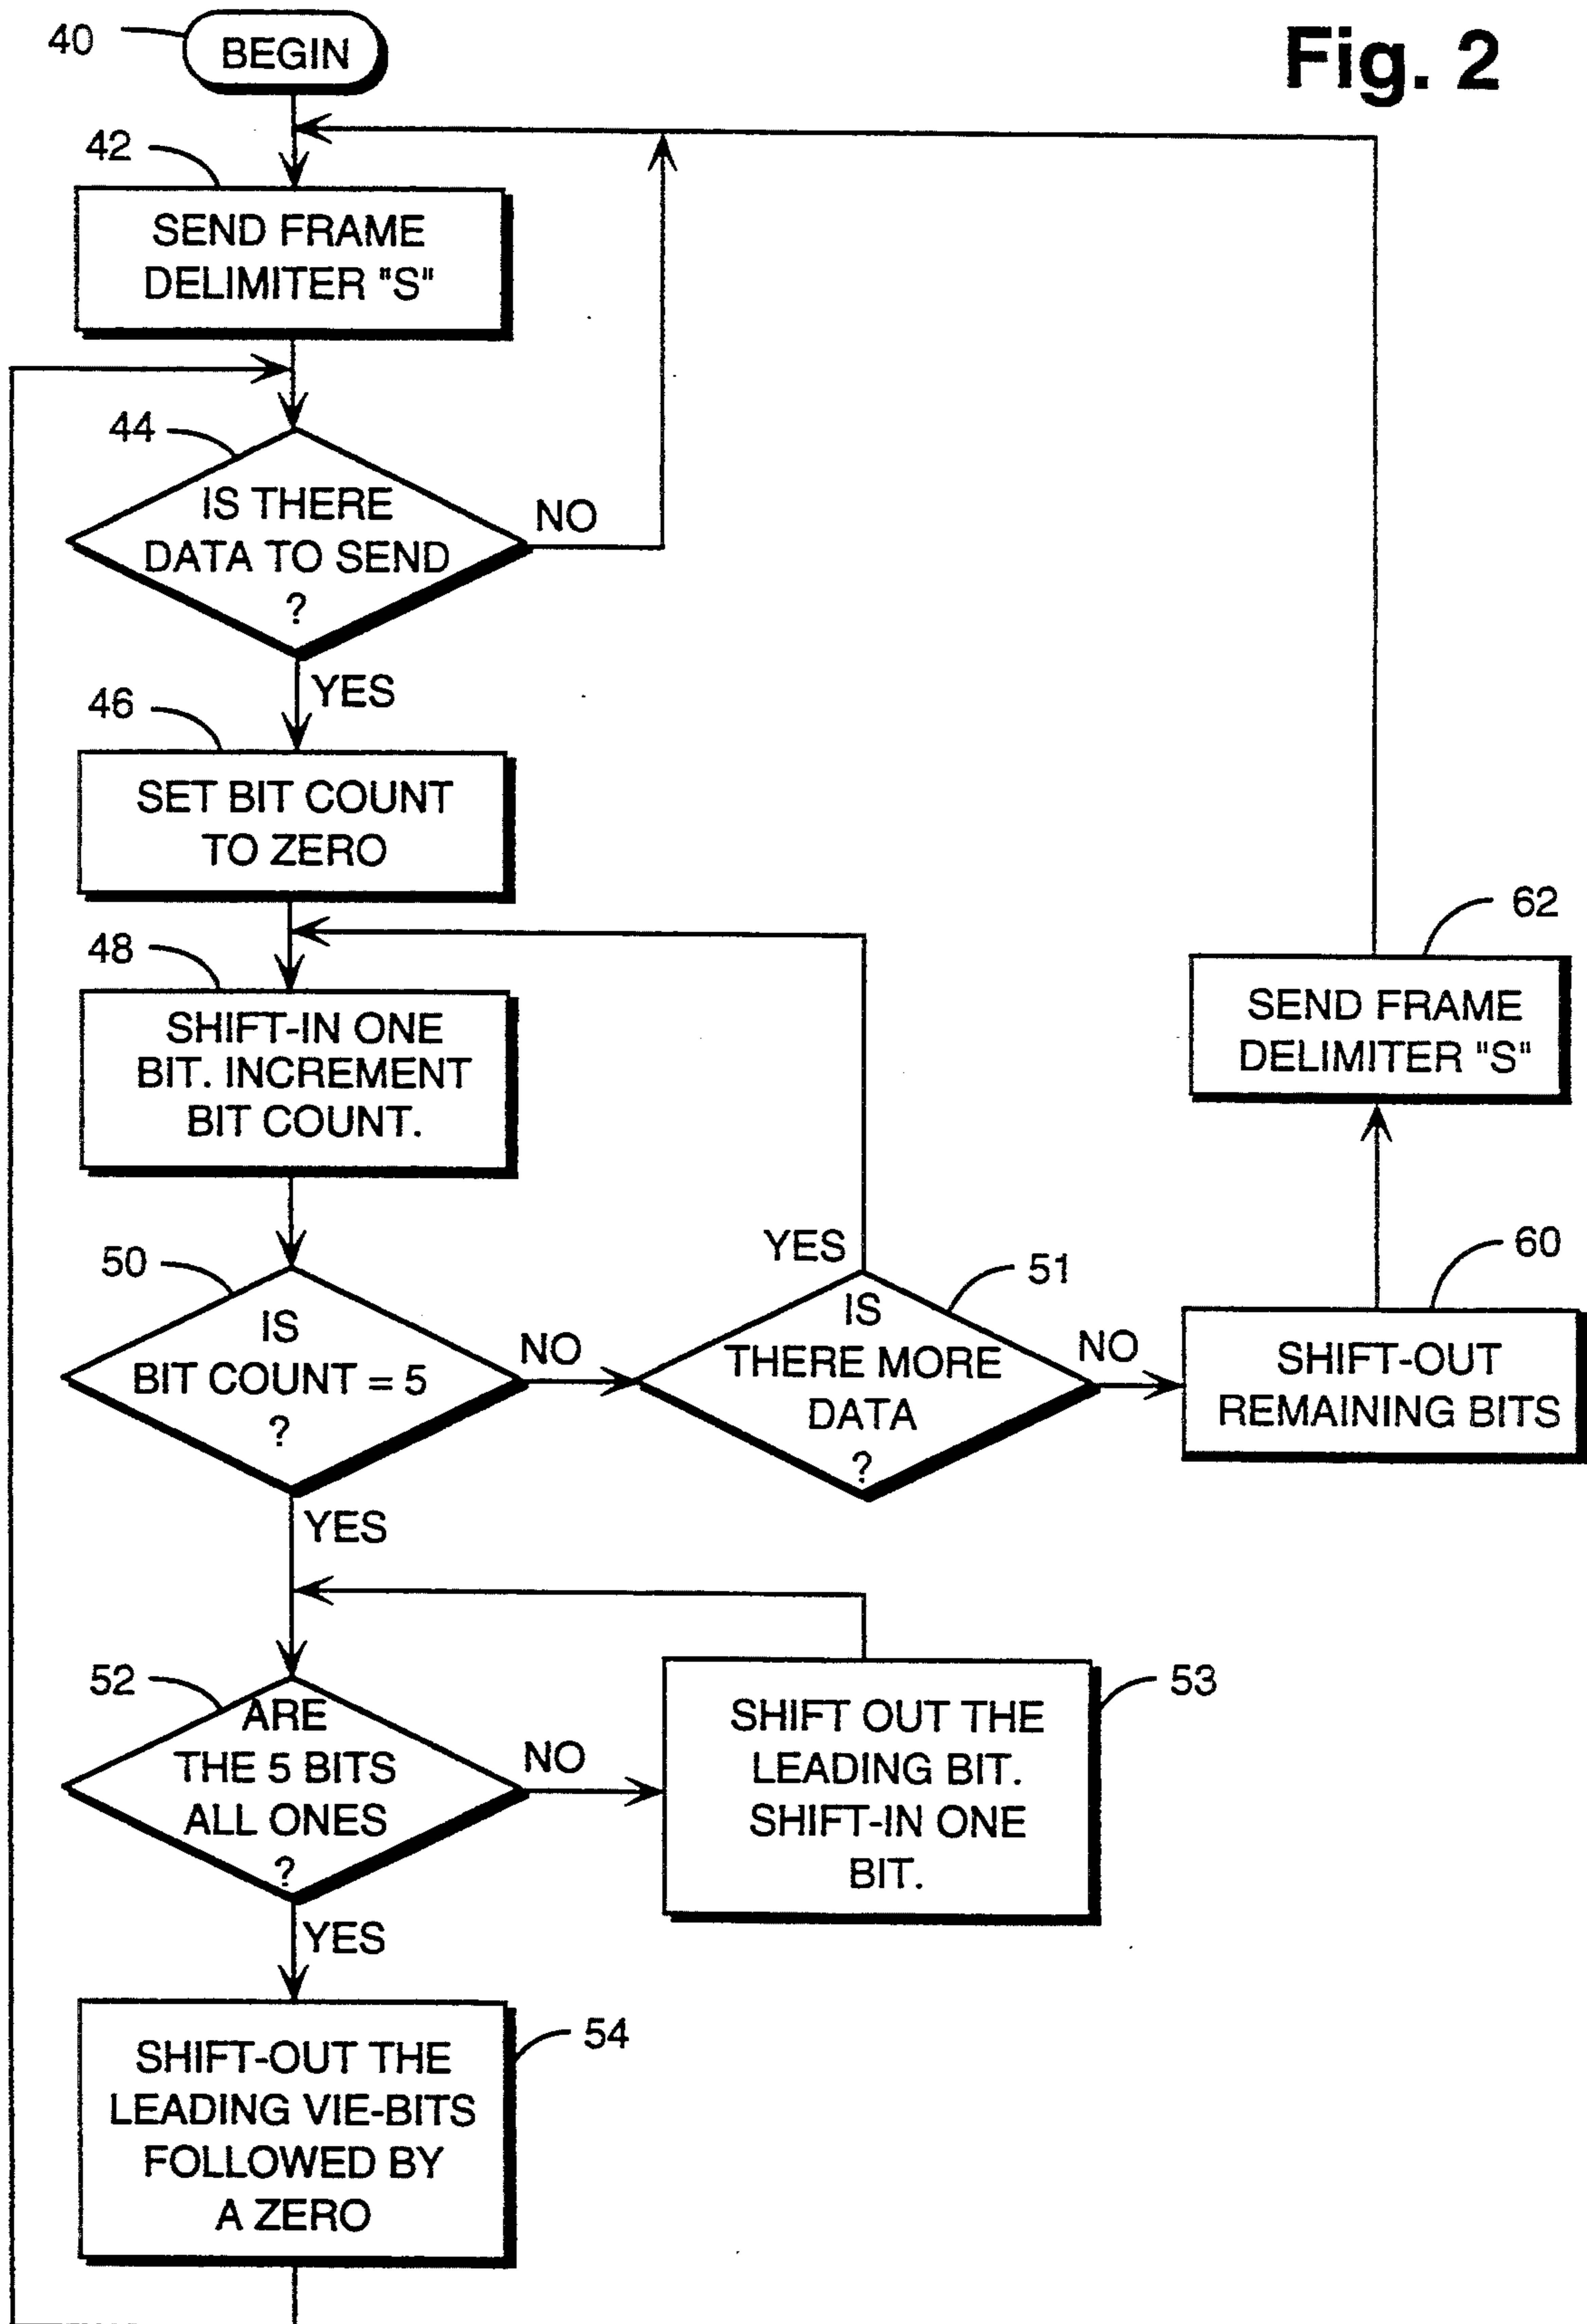 Fig. 2
40
BEGIN
42
SEND FRAME
DELIMITER "S"
44
IS THERE
DATA TO SEND
?
NO
YES
46
SET BIT COUNT
TO ZERO
48
SHIFT-IN ONE
BIT. INCREMENT
BIT COUNT.
62
SEND FRAME
DELIMITER "S"
50
IS
BIT COUNT = 5
?
NO
YES
51
IS
THERE MORE
DATA
?
YES
NO
60
SHIFT-OUT
REMAINING BITS
52
ARE
THE 5 BITS
ALL ONES
?
NO
YES
53
SHIFT OUT THE
LEADING BIT.
SHIFT-IN ONE
BIT.
54
SHIFT-OUT THE
LEADING VIE-BITS
FOLLOWED BY
A ZERO